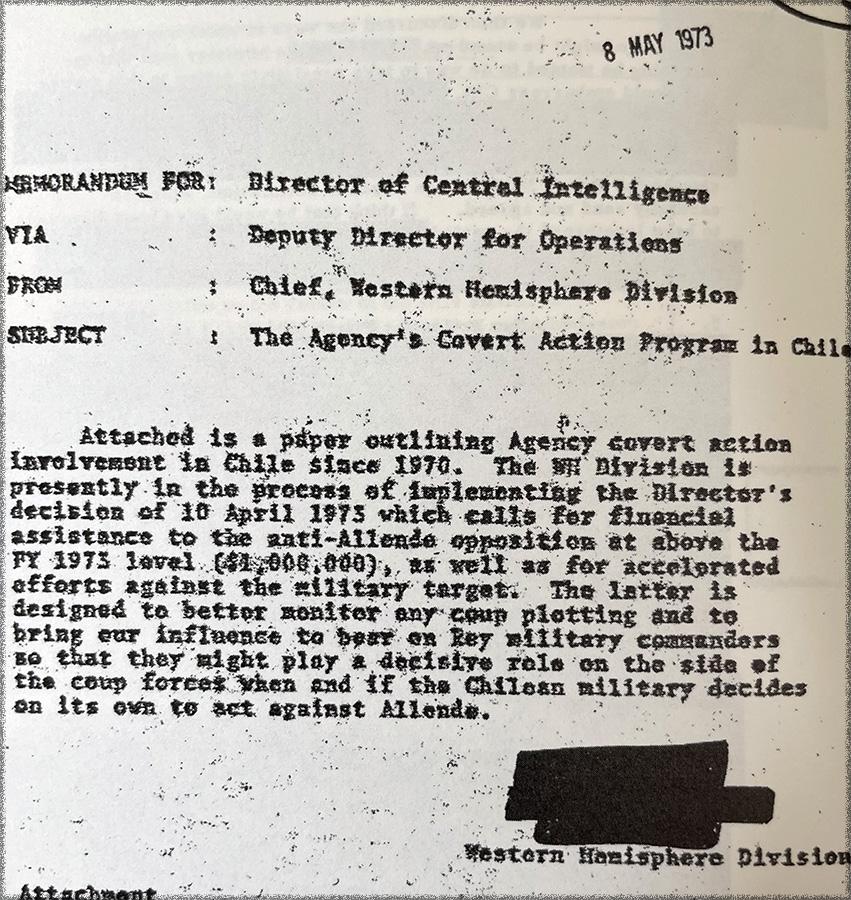 8 MAY 1973
MEMORANDUM FOR: Director of Central Intelligence
VIA : Deputy Director for Operations
FROM : Chief, Western Hemisphere Division
SUBJECT : The Agency's Covert Action Program in Chile
Attached is a paper outlining Agency covert action
involvement in Chile since 1970. The WH Division is
presently in the process of implementing the Director's
decision of 10 April 1973 which calls for financial
assistance to the anti-Allende opposition at above the
FY 1973 level ($1,000,000), as well as for accelerated
efforts against the military target. The latter is
designed to better monitor any coup plotting and to
bring our influence to bear on key military commanders
so that they might play a decisive role on the side of
the coup forces when and if the Chilean military decides
on its own to act against Allende.
Western Hemisphere Division
Attachment